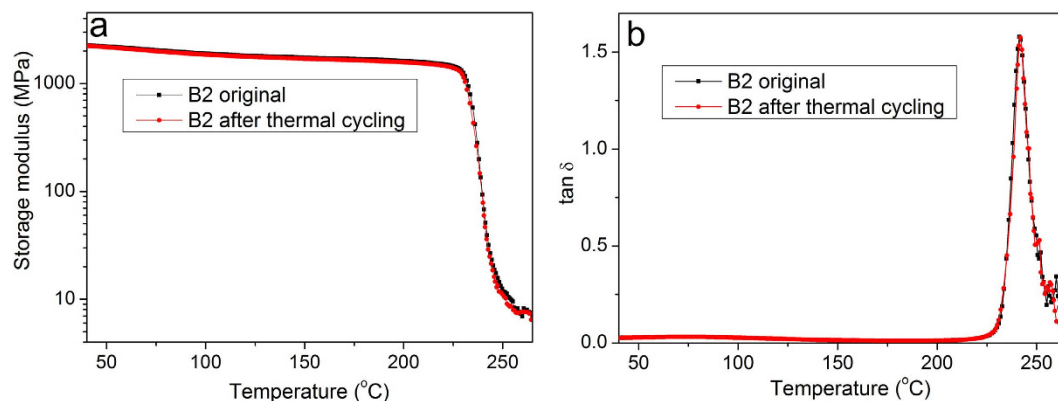 a
Storage modulus (MPa)
1000
100
10
B2 original
B2 after thermal cycling
50 100 150 200 250
Temperature (°C)
b
tan δ
1.5
1.0
0.5
0.0
B2 original
B2 after thermal cycling
50 100 150 200 250
Temperature (°C)